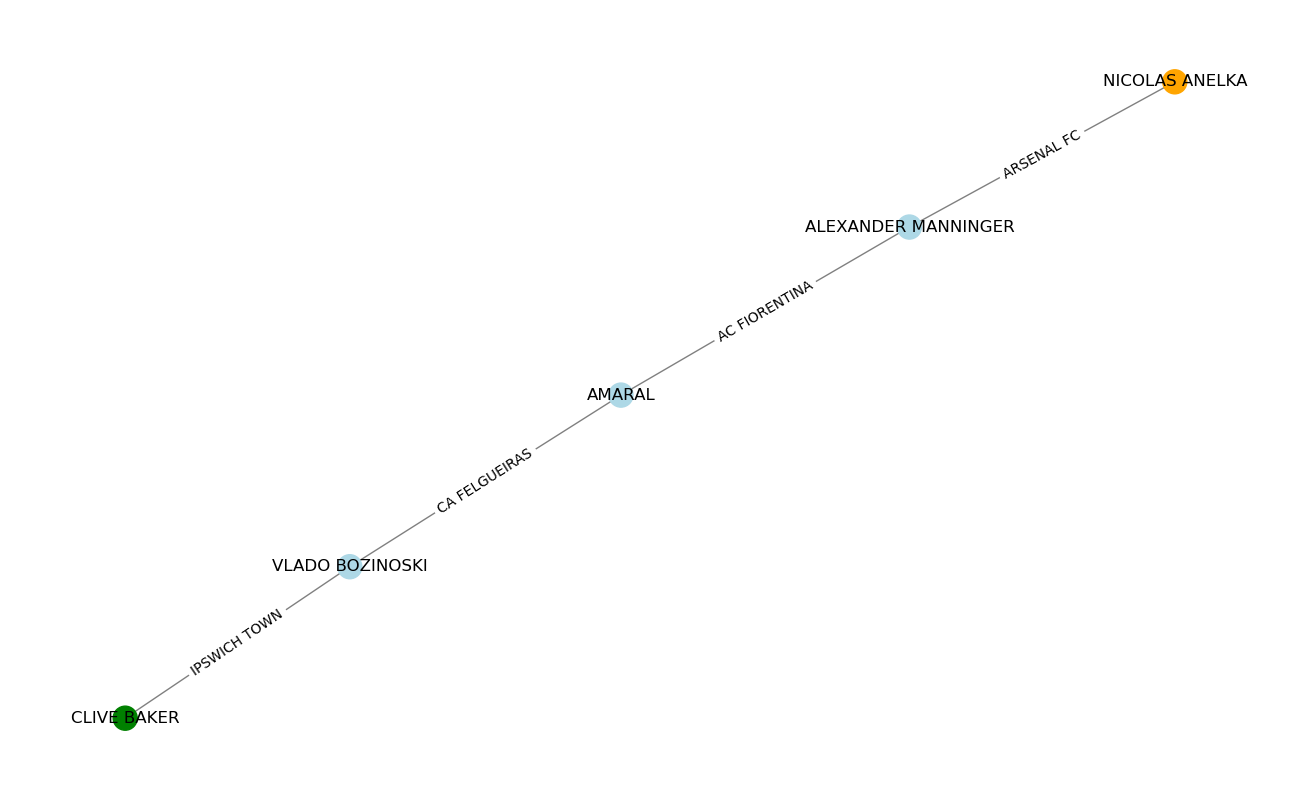 NICOLAS ANELKA
ARSENAL FC
ALEXANDER MANNINGER
AC FIORENTINA
AMARAL
CA FELGUEIRAS
VLADO BOZINOSKI
IPSWICH TOWN
CLIVE BAKER